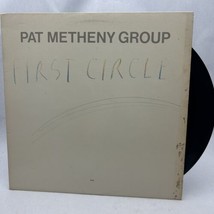 PAT METHENY GROUP
FIRST CIRCLE